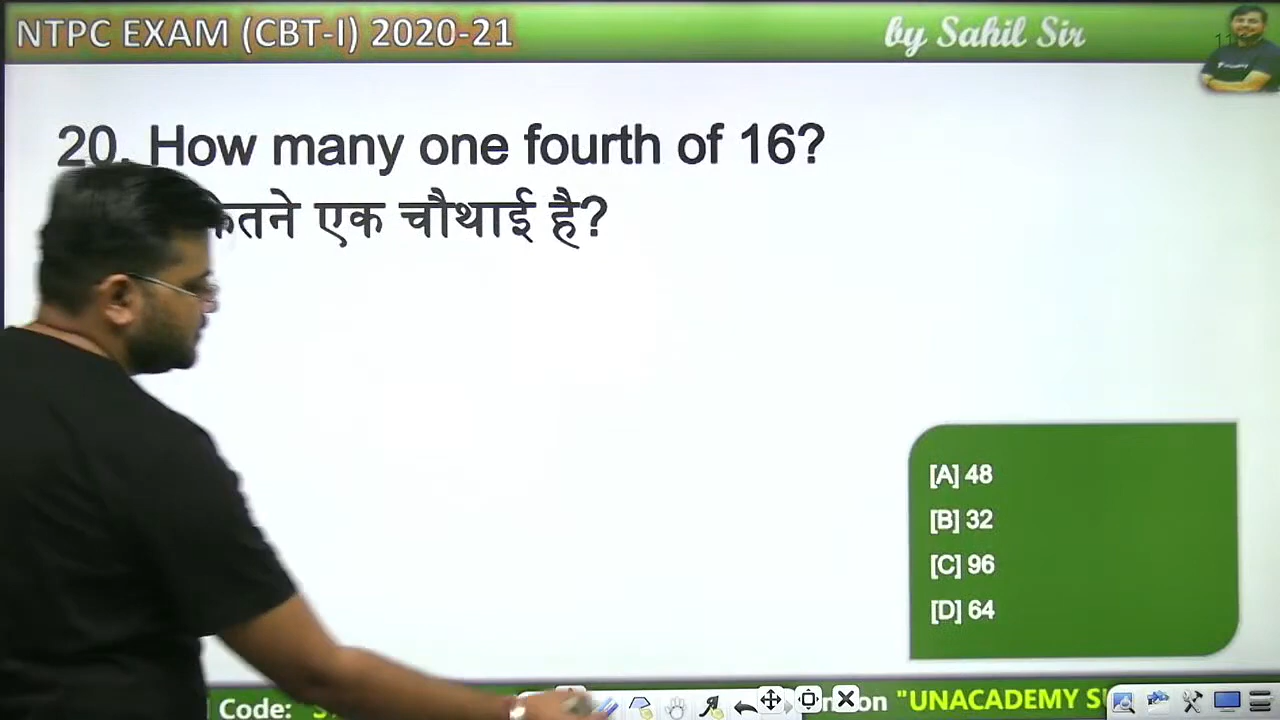 NTPC EXAM (CBT-I) 2020-21
by Sahil Sir
20. How many one fourth of 16?
एक चौथाई है?
[A] 48
[B] 32
[C] 96
[D] 64
Code:
on "UNACADEMY